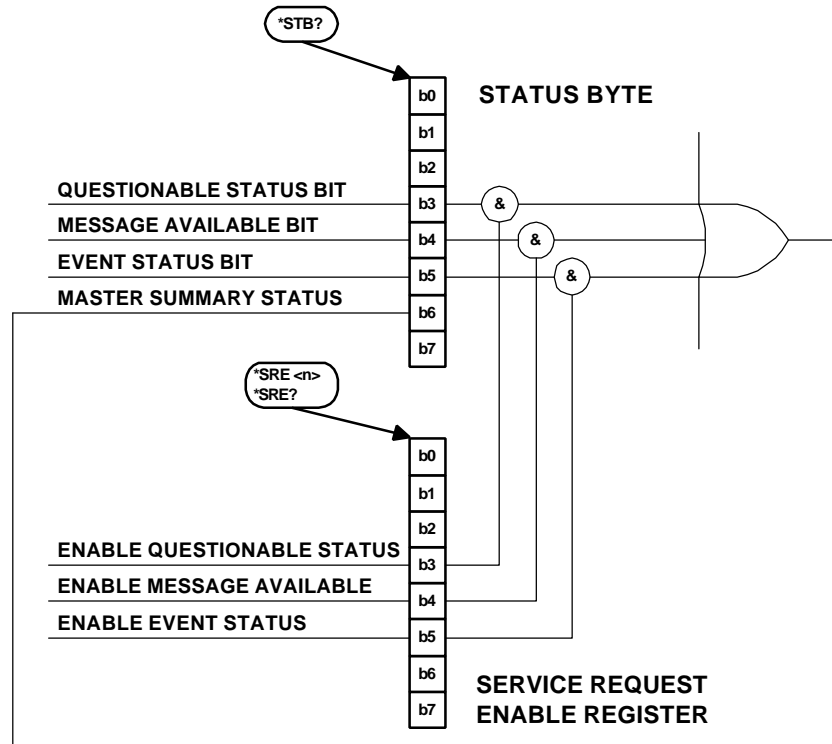 *STB?
b0
STATUS BYTE
b1
b2
QUESTIONABLE STATUS BIT
b3
&
MESSAGE AVAILABLE BIT
b4
&
EVENT STATUS BIT
b5
&
MASTER SUMMARY STATUS
b6
b7
*SRE <n>
*SRE?
b0
b1
b2
ENABLE QUESTIONABLE STATUS
b3
ENABLE MESSAGE AVAILABLE
b4
ENABLE EVENT STATUS
b5
b6
SERVICE REQUEST
ENABLE REGISTER
b7